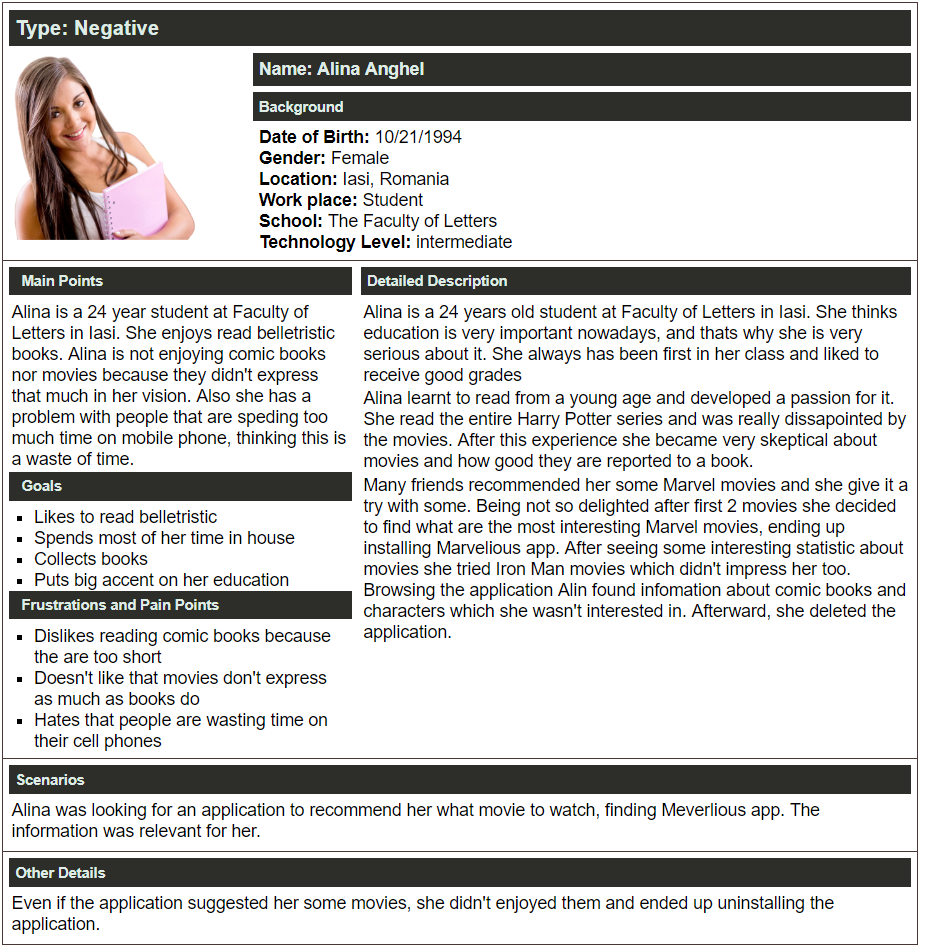 Type: Negative
Name: Alina Anghel
Background
Date of Birth: 10/21/1994
Gender: Female
Location: Iasi, Romania
Work place: Student
School: The Faculty of Letters
Technology Level: intermediate
Main Points
Alina is a 24 year student at Faculty of
Letters in Iasi. She enjoys read belletristic
books. Alina is not enjoying comic books
nor movies because they didn't express
that much in her vision. Also she has a
problem with people that are speding too
much time on mobile phone, thinking this is
a waste of time.
Goals
Likes to read belletristic
Spends most of her time in house
Collects books
Puts big accent on her education
Frustrations and Pain Points
Dislikes reading comic books because
the are too short
Doesn't like that movies don't express
as much as books do
Hates that people are wasting time on
their cell phones
Detailed Description
Alina is a 24 years old student at Faculty of Letters in Iasi. She thinks
education is very important nowadays, and thats why she is very
serious about it. She always has been first in her class and liked to
receive good grades
Alina learnt to read from a young age and developed a passion for it.
She read the entire Harry Potter series and was really dissapointed by
the movies. After this experience she became very skeptical about
movies and how good they are reported to a book.
Many friends recommended her some Marvel movies and she give it a
try with some. Being not so delighted after first 2 movies she decided
to find what are the most interesting Marvel movies, ending up
installing Marvelious app. After seeing some interesting statistic about
movies she tried Iron Man movies which didn't impress her too.
Browsing the application Alin found infomation about comic books and
characters which she wasn't interested in. Afterward, she deleted the
application.
Scenarios
Alina was looking for an application to recommend her what movie to watch, finding Meverlious app. The
information was relevant for her.
Other Details
Even if the application suggested her some movies, she didn't enjoyed them and ended up uninstalling the
application.